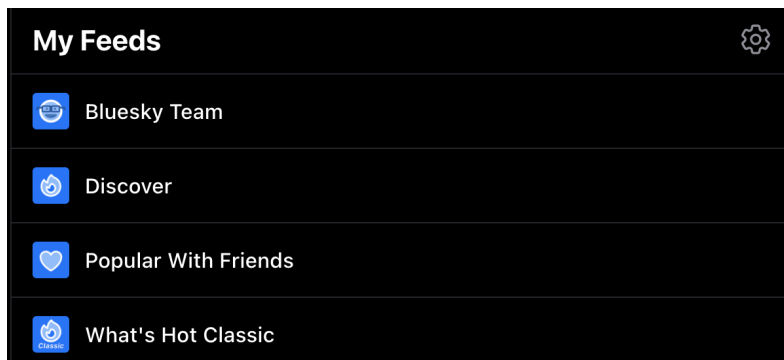 My Feeds
Bluesky Team
Discover
Popular With Friends
Classic
What's Hot Classic